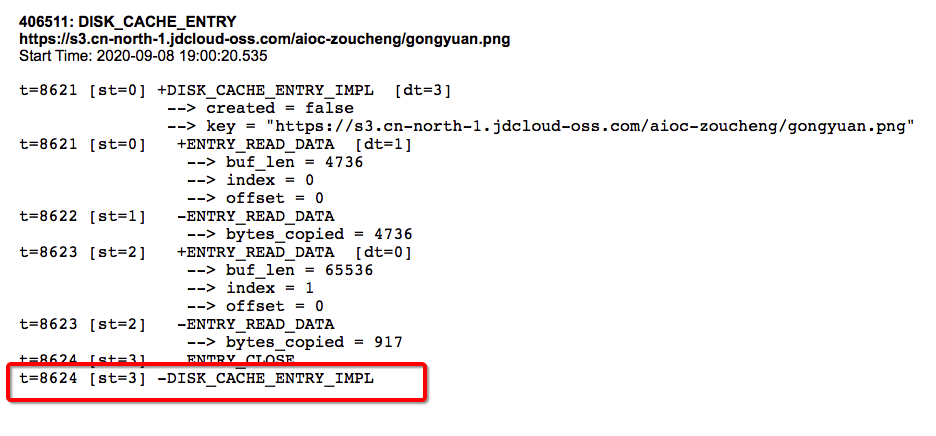 406511: DISK_CACHE_ENTRY
https://s3.cn-north-1.jdcloud-oss.com/aioc-zoucheng/gongyuan.png
Start Time: 2020-09-08 19:00:20.535
t=8621 [st=0] +DISK_CACHE_ENTRY_IMPL [dt=3]
--> created = false
--> key = "https://s3.cn-north-1.jdcloud-oss.com/aioc-zoucheng/gongyuan.png"
t=8621 [st=0] +ENTRY_READ_DATA [dt=1]
--> buf_len = 4736
--> index = 0
--> offset = 0
t=8622 [st=1] -ENTRY_READ_DATA
--> bytes_copied = 4736
t=8623 [st=2] +ENTRY_READ_DATA [dt=0]
--> buf_len = 65536
--> index = 1
--> offset = 0
t=8623 [st=2] -ENTRY_READ_DATA
--> bytes_copied = 917
t=8624 [st=3] ENTRY_CLOSE
t=8624 [st=3] -DISK_CACHE_ENTRY_IMPL